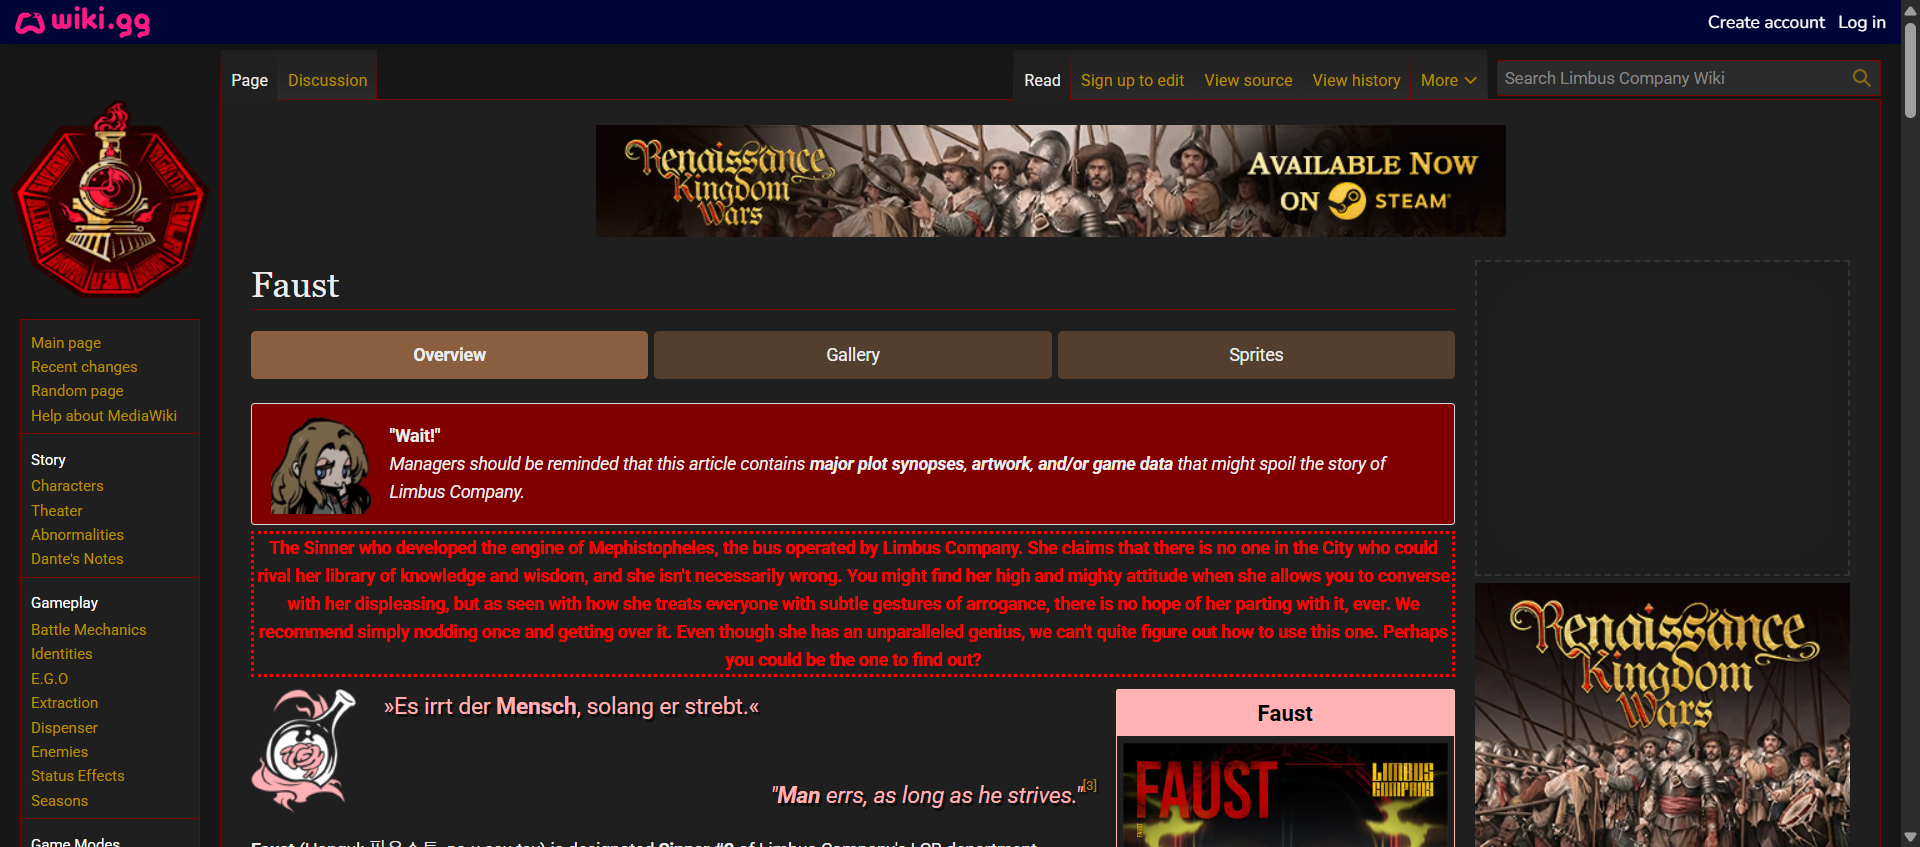 wiki.gg
Create account
Log in
Page
Discussion
Read
Sign up to edit
View source
View history
More
Search Limbus Company Wiki
Renaissance
Kingdom
Wars
AVAILABLE NOW
ON STEAM
Faust
Overview
Gallery
Sprites
Main page
Recent changes
Random page
Help about MediaWiki
Story
Characters
Theater
Abnormalities
Dante's Notes
Gameplay
Battle Mechanics
Identities
E.G.O
Extraction
Dispenser
Enemies
Status Effects
Seasons
Game Modes
"Wait!"
Managers should be reminded that this article contains major plot synopses, artwork, and/or game data that might spoil the story of
Limbus Company.
The Sinner who developed the engine of Mephistopheles, the bus operated by Limbus Company. She claims that there is no one in the City who could
rival her library of knowledge and wisdom, and she isn't necessarily wrong. You might find her high and mighty attitude when she allows you to converse
with her displeasing, but as seen with how she treats everyone with subtle gestures of arrogance, there is no hope of her parting with it, ever. We
recommend simply nodding once and getting over it. Even though she has an unparalleled genius, we can't quite figure out how to use this one. Perhaps
you could be the one to find out?
»Es irrt der Mensch, solang er strebt.«
"Man errs, as long as he strives."[3]
Faust
FAUST
LIMBUS
COMPANY
FAUST
Renaissance
Kingdom
Wars